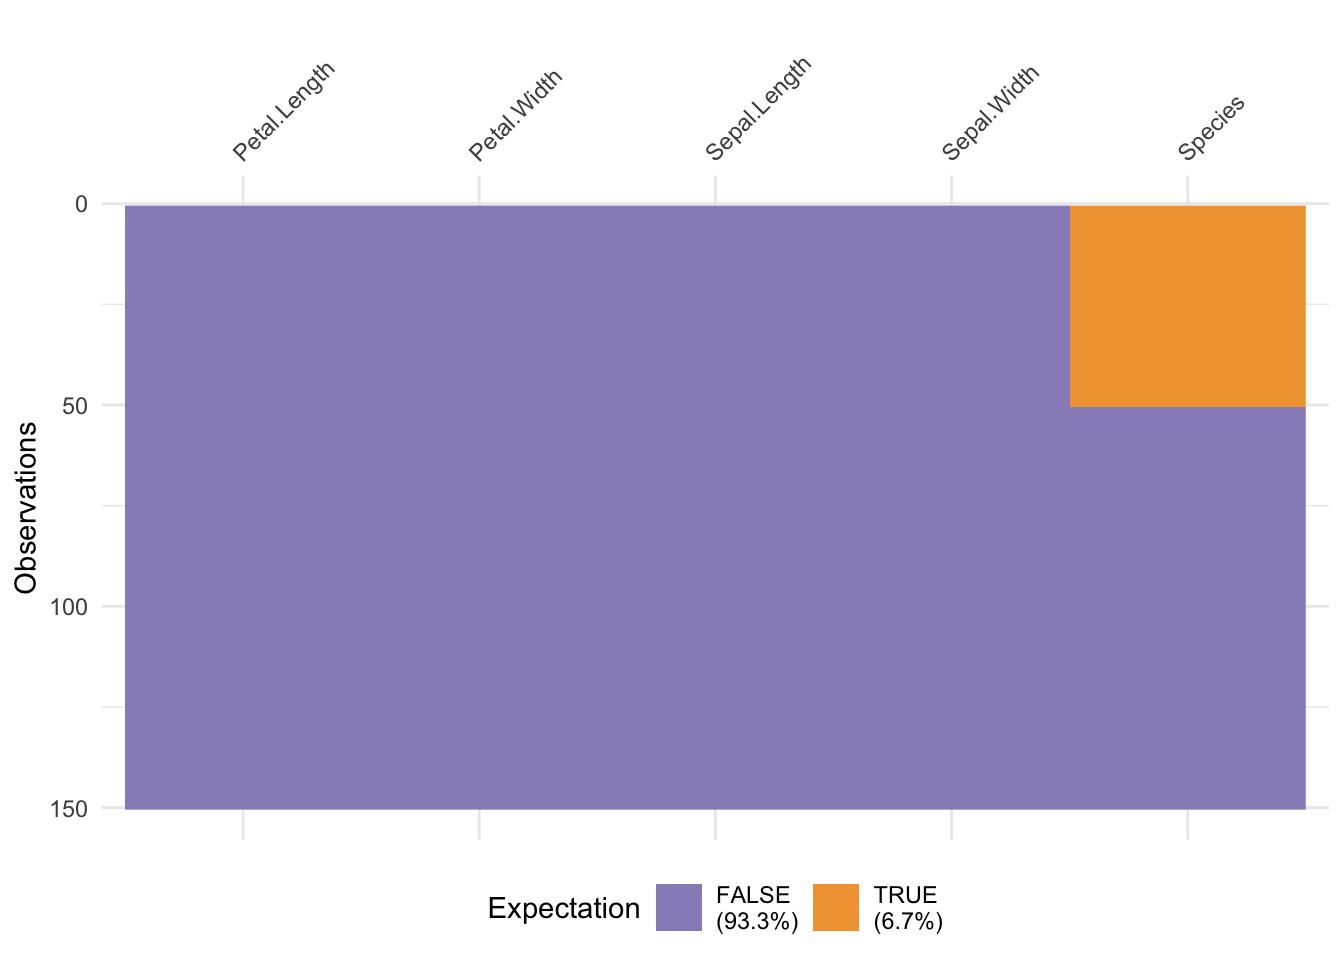 Petal.Length
Petal.Width
Sepal.Length
Sepal.Width
Species
0
50
100
150
Observations
Expectation
FALSE
(93.3%)
TRUE
(6.7%)